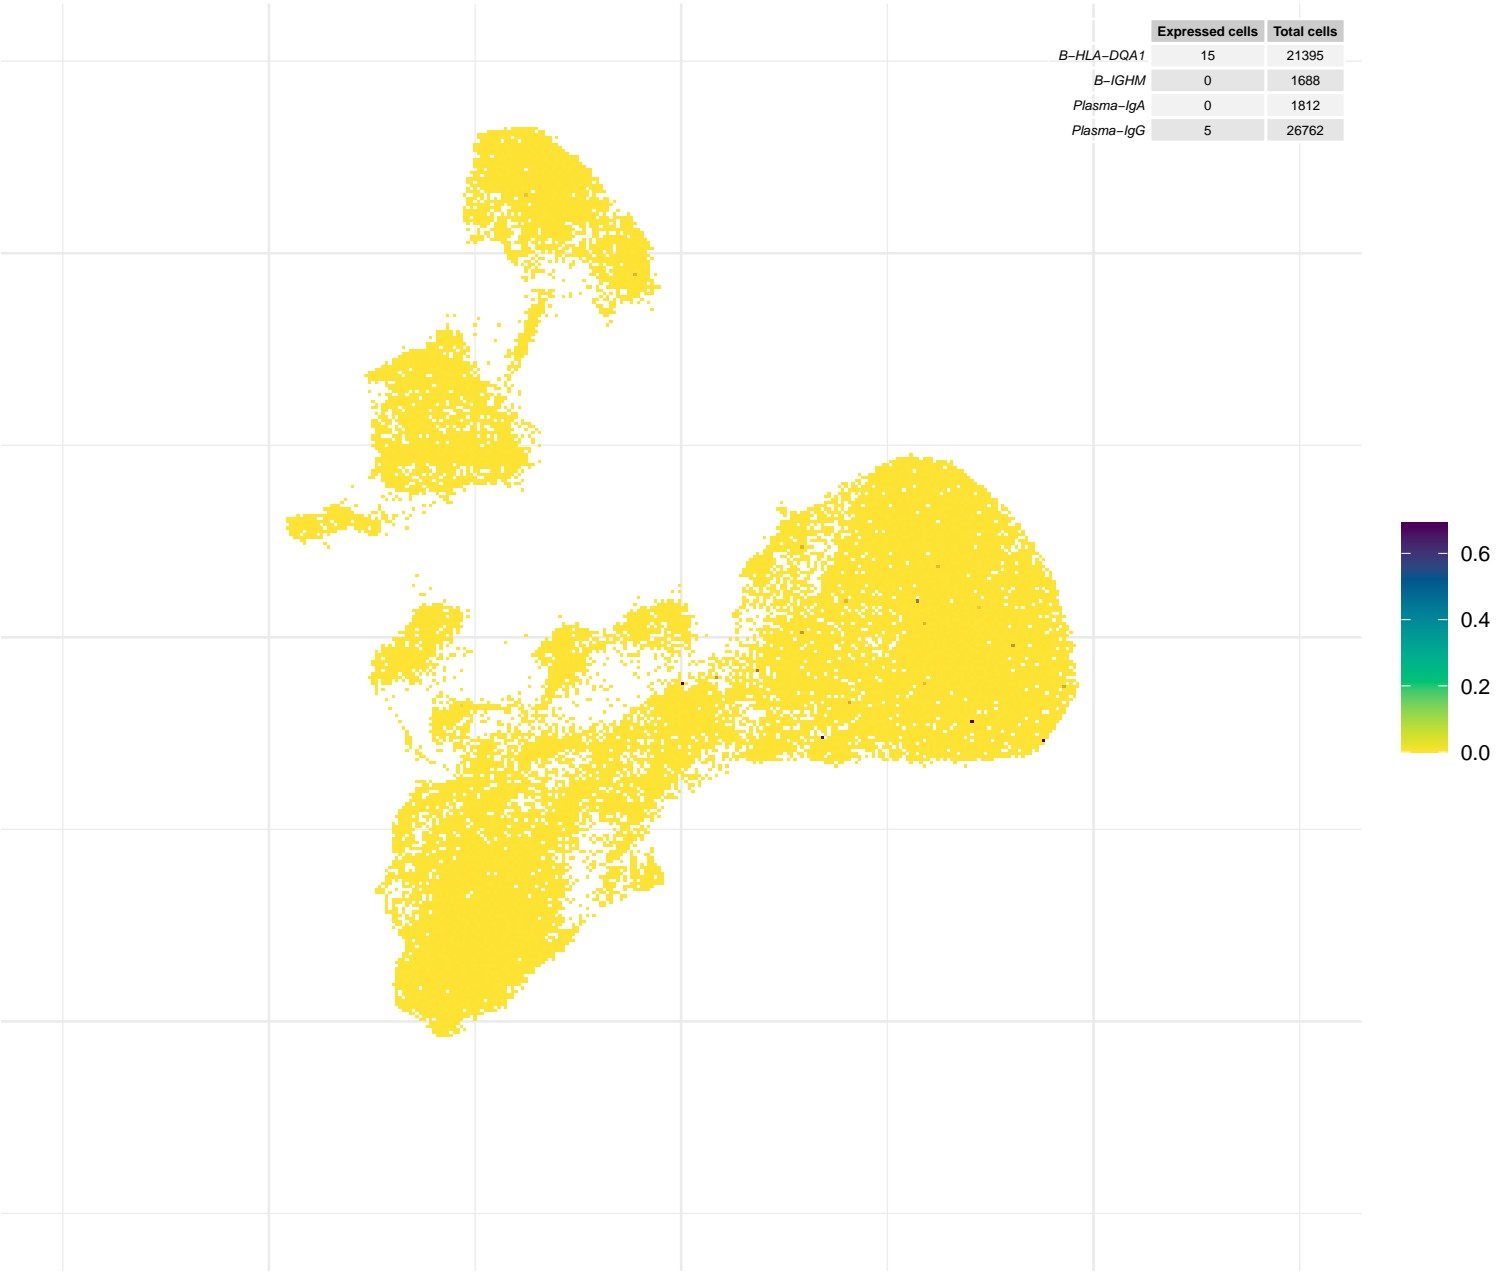 Expressed cells Total cells
B−HLA−DQA1 15 21395
B−IGHM 0 1688
Plasma−IgA 0 1812
Plasma−IgG 5 26762
0.6
0.4
0.2
0.0